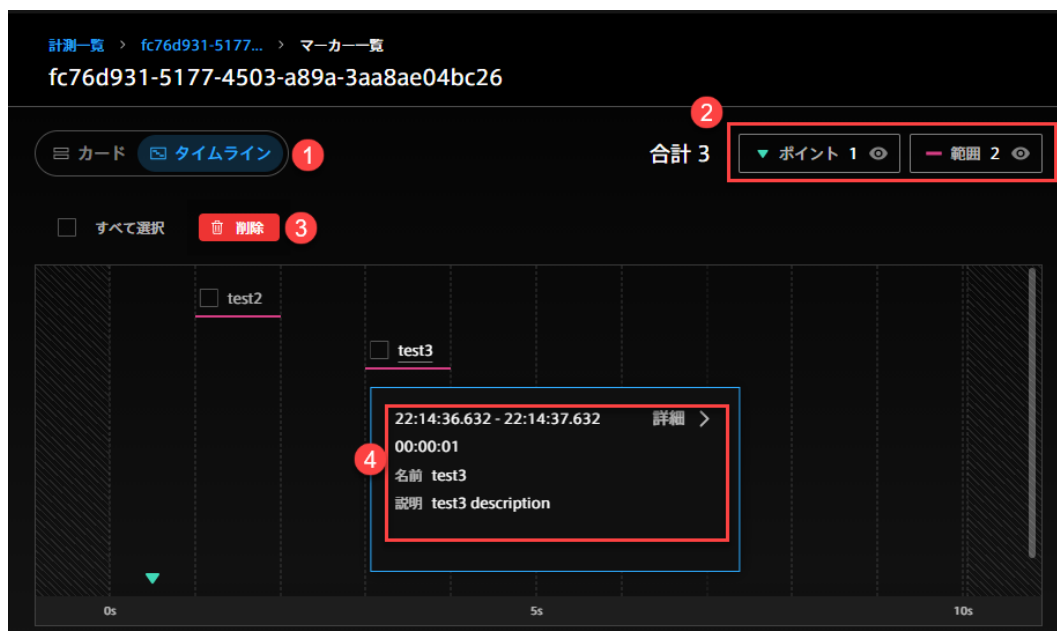 計測一覧 > fc76d931-5177... > マーカー一覧
fc76d931-5177-4503-a89a-3aa8ae04bc26
2
カード タイムライン 1 合計 3 ポイント 1 範囲 2
すべて選択 削除 3
test2
test3
22:14:36.632 - 22:14:37.632 詳細 >
00:00:01
4
名前 test3
説明 test3 description
0s 5s 10s